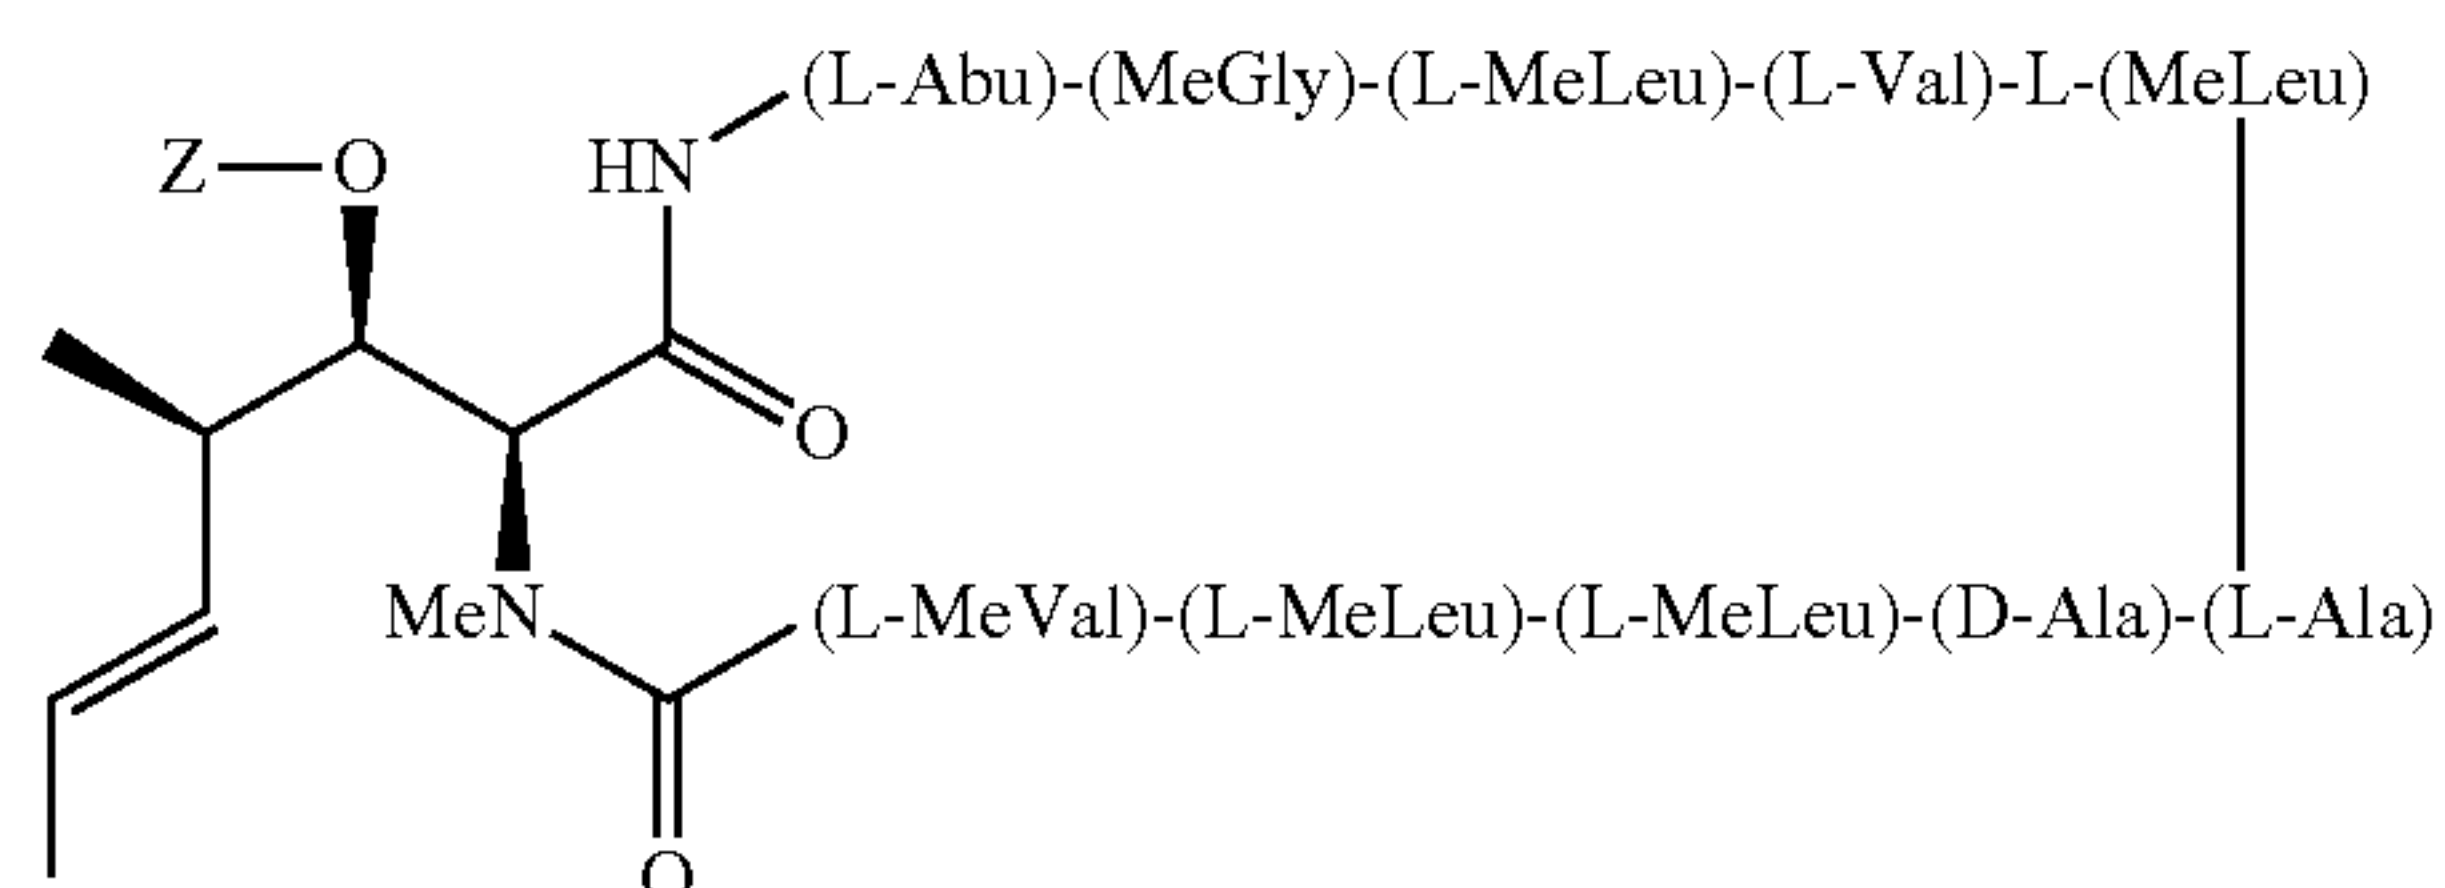 (L-Abu)-(MeGly)-(L-MeLeu)-(L-Val)-L-(MeLeu)
Z
O
HN
O
MeN
(L-MeVal)-(L-MeLeu)-(L-MeLeu)-(D-Ala)-(L-Ala)
O